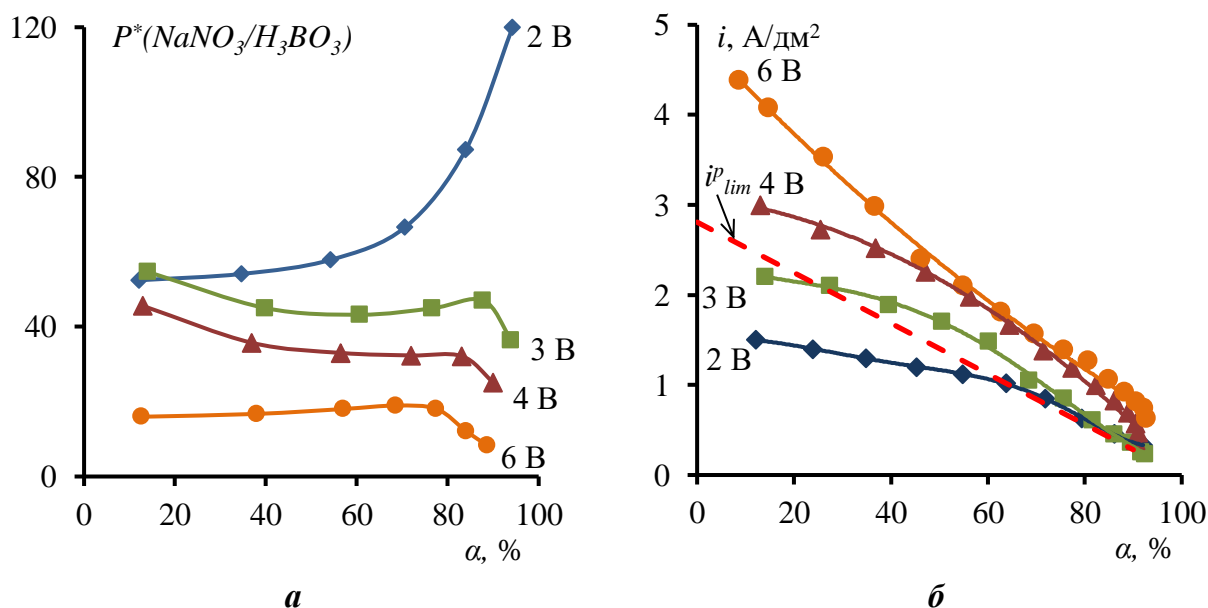 120
P*(NaNO3/H3BO3)
2 В
80
40
3 В
4 В
6 В
0
0 20 40 60 80 100
α, %
а
5
i, А/дм2
6 В
4
i^p_lim 4 В
3
3 В
2
2 В
1
0
0 20 40 60 80 100
α, %
б